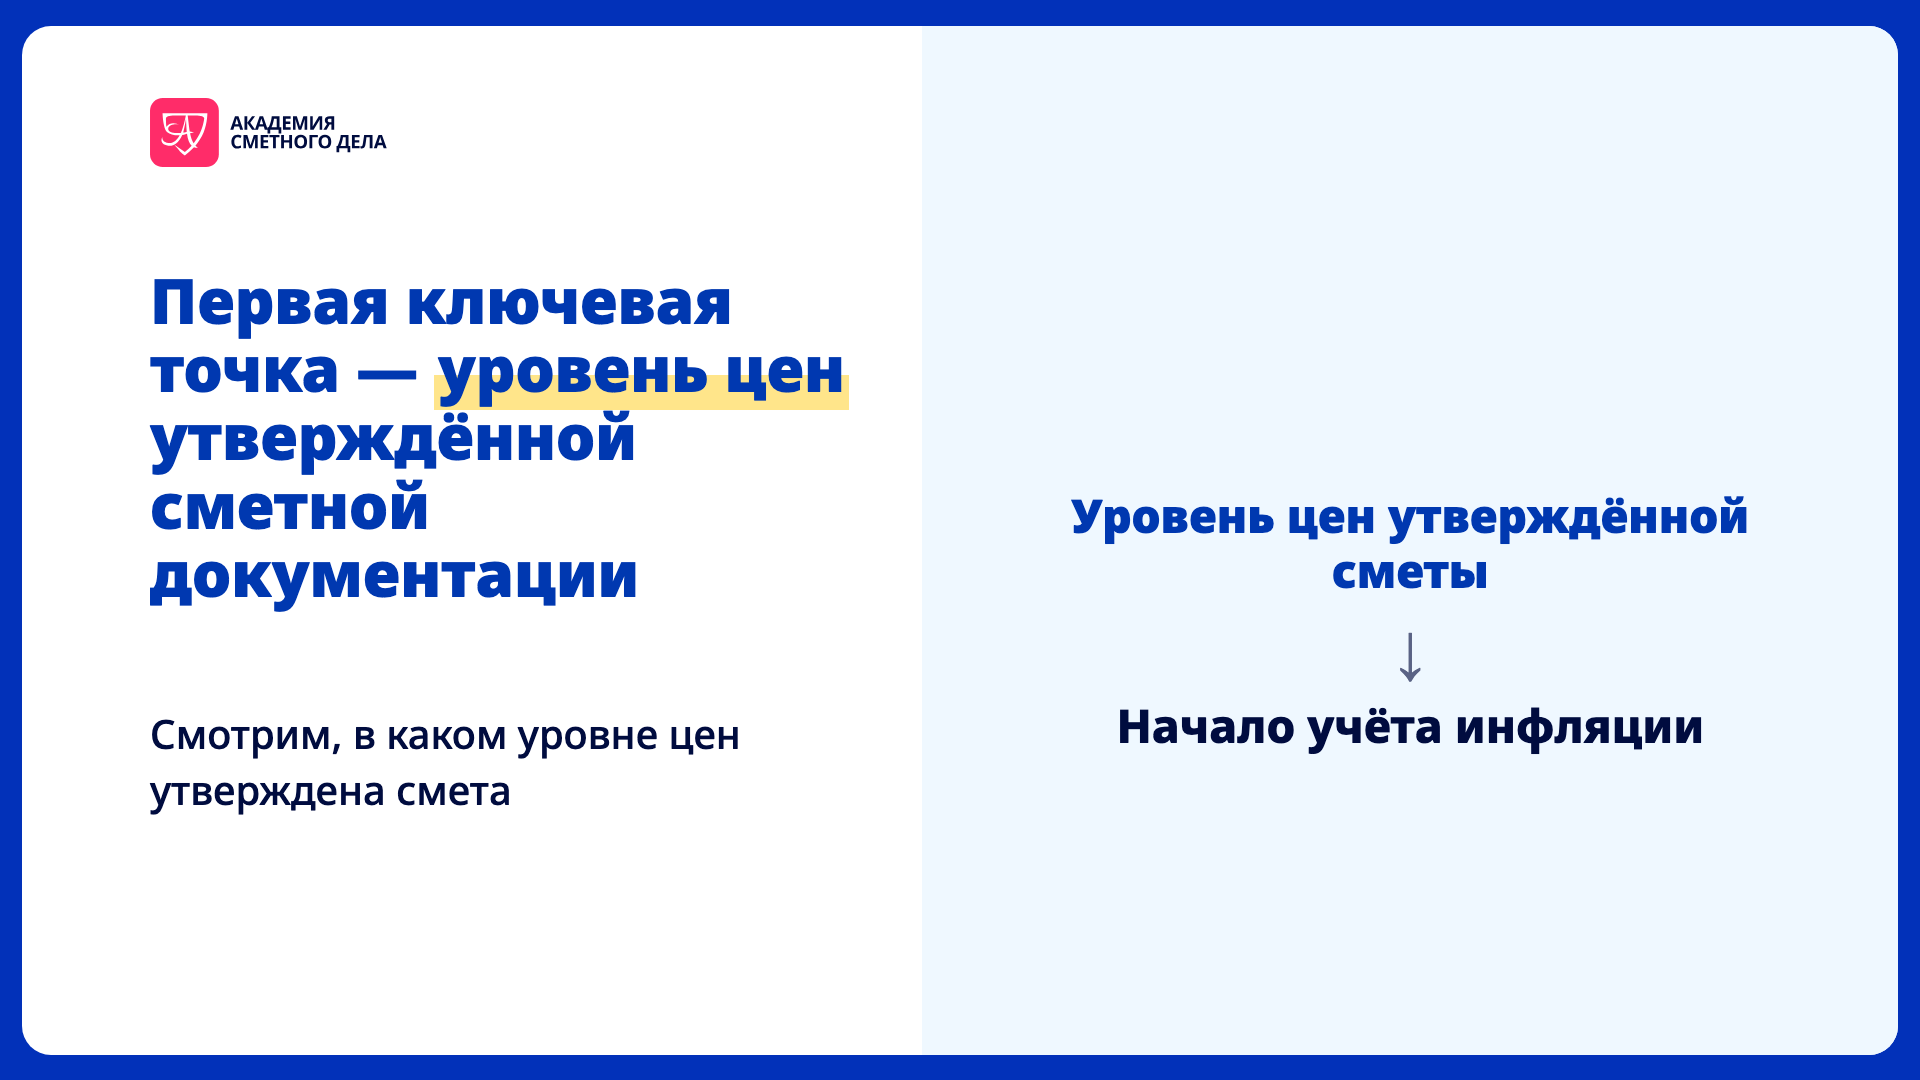 АКАДЕМИЯ
СМЕТНОГО ДЕЛА
Первая ключевая
точка — уровень цен
утверждённой
сметной
документации
Смотрим, в каком уровне цен
утверждена смета
Уровень цен утверждённой
сметы
↓
Начало учёта инфляции